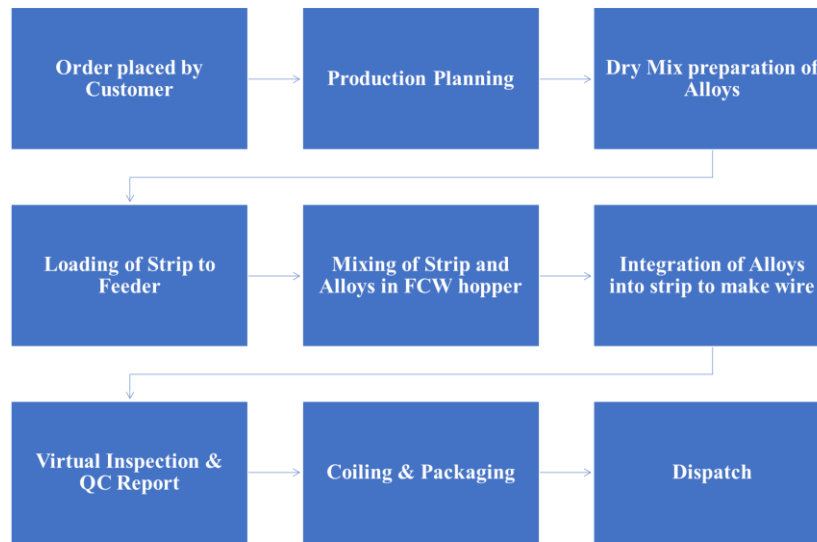 Order placed by
Customer
Production Planning
Dry Mix preparation of
Alloys
Loading of Strip to
Feeder
Mixing of Strip and
Alloys in FCW hopper
Integration of Alloys
into strip to make wire
Virtual Inspection &
QC Report
Coiling & Packaging
Dispatch